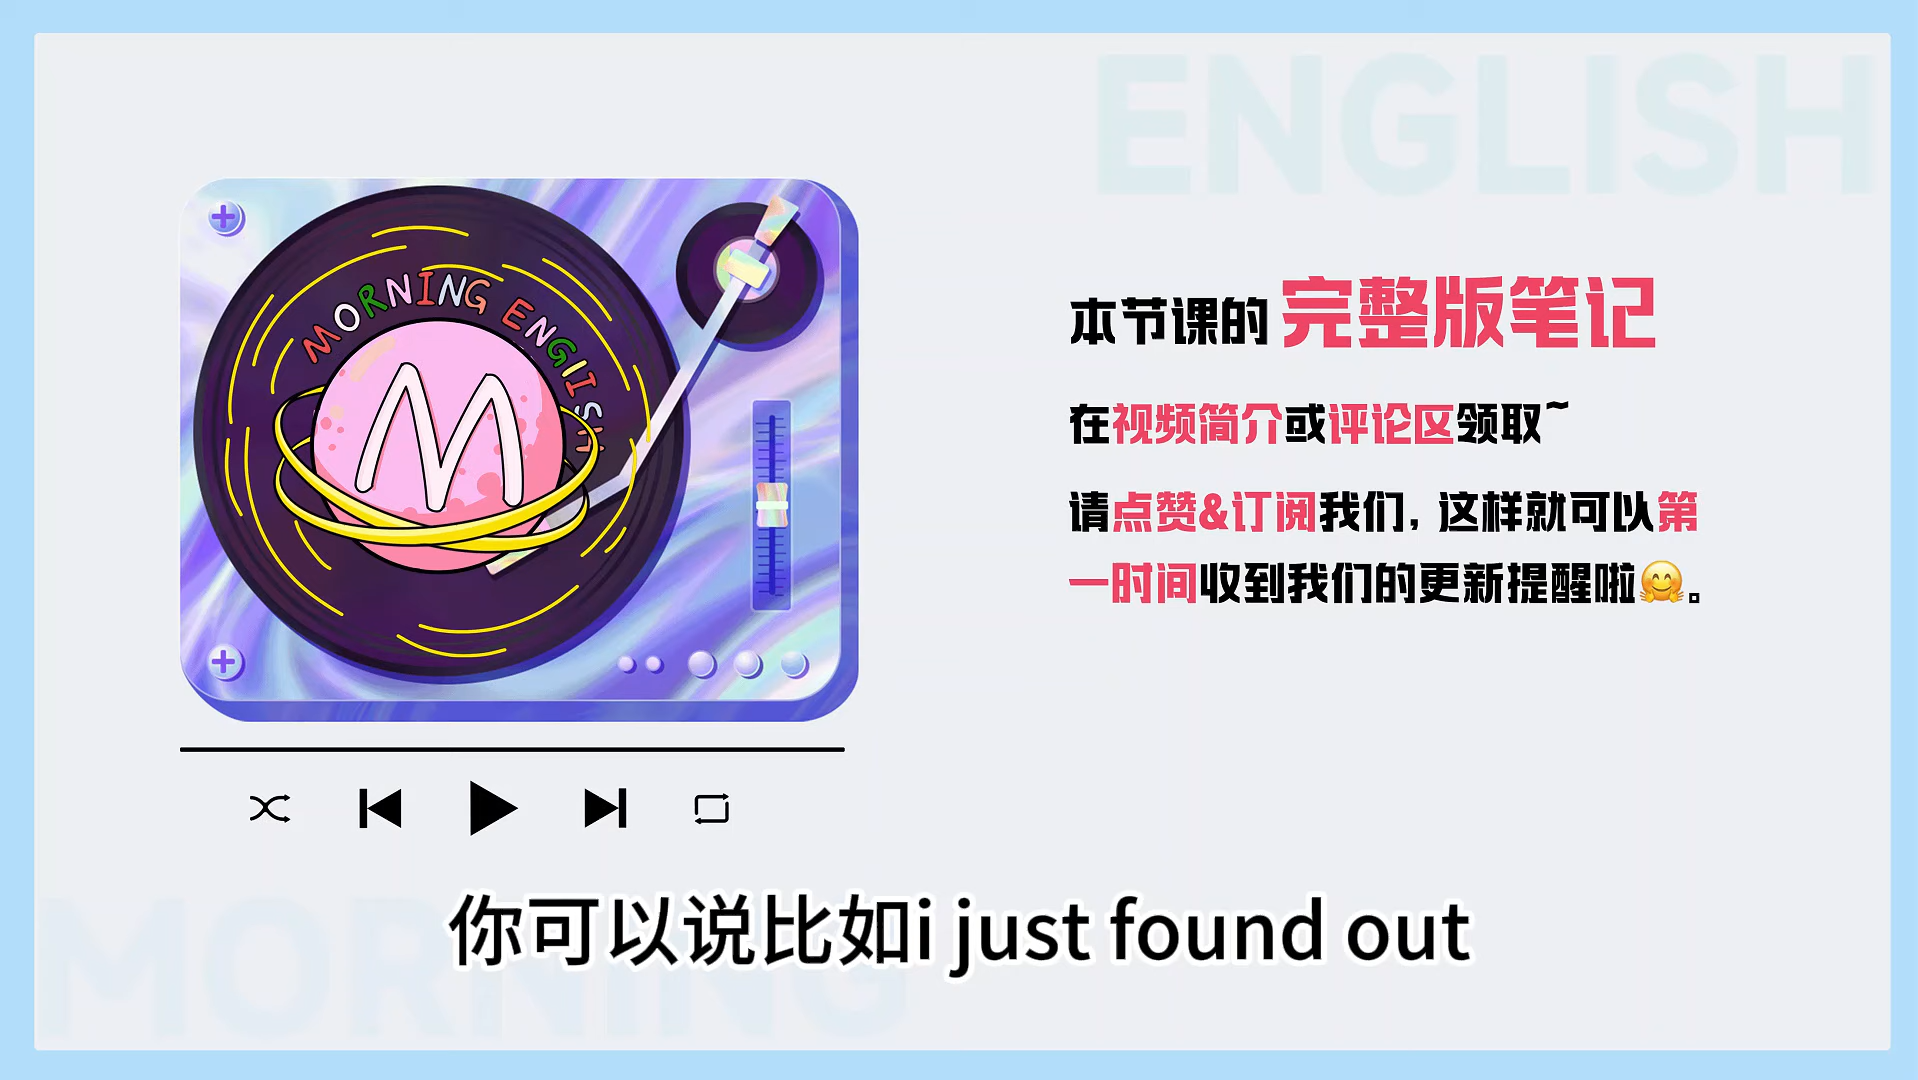 ENGLISH
MORNING ENGlISH
M
本节课的 完整版笔记
在视频简介或评论区领取~
请点赞&订阅我们，这样就可以第
一时间收到我们的更新提醒啦🤗。
你可以说比如i just found out
MORNING